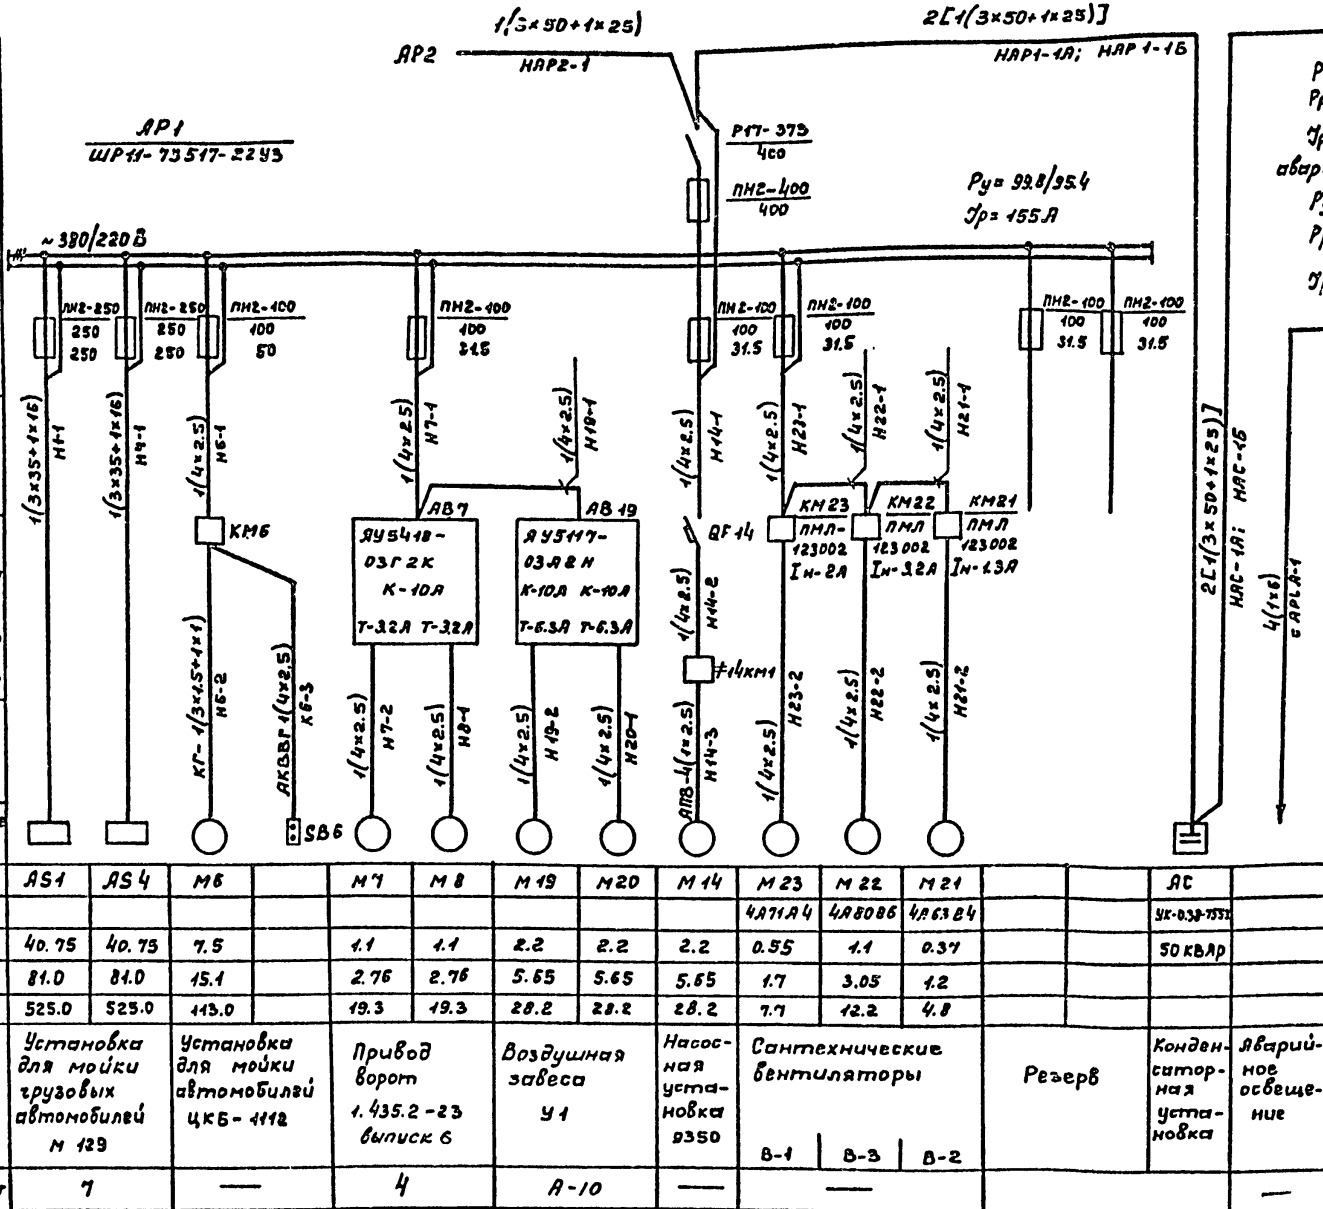 1(3×50+1×25)
2[1(3×50+1×25)]
АР2
НАР2-1
НАР1-1А; НАР1-1Б
АР1
ШР11-73517-22У3
Р17-373
400
ПН2-400
400
Ру= 99.8/95.4
Jр= 155А
~380/220В
авар-
ПН2-250
250
250
ПН2-250
250
250
ПН2-100
100
50
ПН2-100
100
31.5
ПН2-100
100
31.5
ПН2-100
100
31.5
ПН2-100
100
31.5
ПН2-100
100
31.5
1(3×35+1×16)
Н1-1
1(3×35+1×16)
Н4-1
1(4×2.5)
Н6-1
1(4×2.5)
Н7-1
1(4×2.5)
Н19-1
1(4×2.5)
Н14-1
1(4×2.5)
Н23-1
1(4×2.5)
Н22-1
1(4×2.5)
Н21-1
2[1(3×50+1×25)]
НАС-1А; НАС-1Б
4(1×6)
КМ6
АВ7
ЯУ5418-
03Г2К
К-10А
Т-3.2А Т-3.2А
АВ19
ЯУ5117-
03А2Н
К-10А К-10А
Т-6.3А Т-6.3А
QF14
1(4×2.5)
Н14-2
≠14КМ1
КМ23
ПМЛ-
123002
Iн-2А
КМ22
ПМЛ
123002
Iн-3.2А
КМ21
ПМЛ
123002
Iн-1.3А
КГ-1(3×1.5+1×1)
Н6-2
АКВВГ1(4×2.5)
К6-3
1(4×2.5)
Н7-2
1(4×2.5)
Н8-1
1(4×2.5)
Н19-2
1(4×2.5)
Н20-1
АПВ-4(1×2.5)
Н14-3
1(4×2.5)
Н23-2
1(4×2.5)
Н22-2
1(4×2.5)
Н21-2
SB6
AS1 AS4 М6 М7 М8 М19 М20 М14 М23 М22 М21 АС
4А71А4 4А80В6 4А63В4
40.75 40.75 7.5 1.1 1.1 2.2 2.2 2.2 0.55 1.1 0.37 50 КВАР
81.0 81.0 15.1 2.76 2.76 5.65 5.65 5.65 1.7 3.05 1.2
525.0 525.0 113.0 19.3 19.3 28.2 28.2 28.2 7.7 12.2 4.8
Установка
для мойки
грузовых
автомобилей
М 129
Установка
для мойки
автомобилей
ЦКБ-1112
Привод
ворот
1.435.2-23
выпуск 6
Воздушная
завеса
У1
Насос-
ная
уста-
новка
9350
Сантехнические
вентиляторы
В-1 В-3 В-2
Резерв
Конден-
сатор-
ная
уста-
новка
Аварий-
ное
освеще-
ние
7 — 4 А-10 — — —